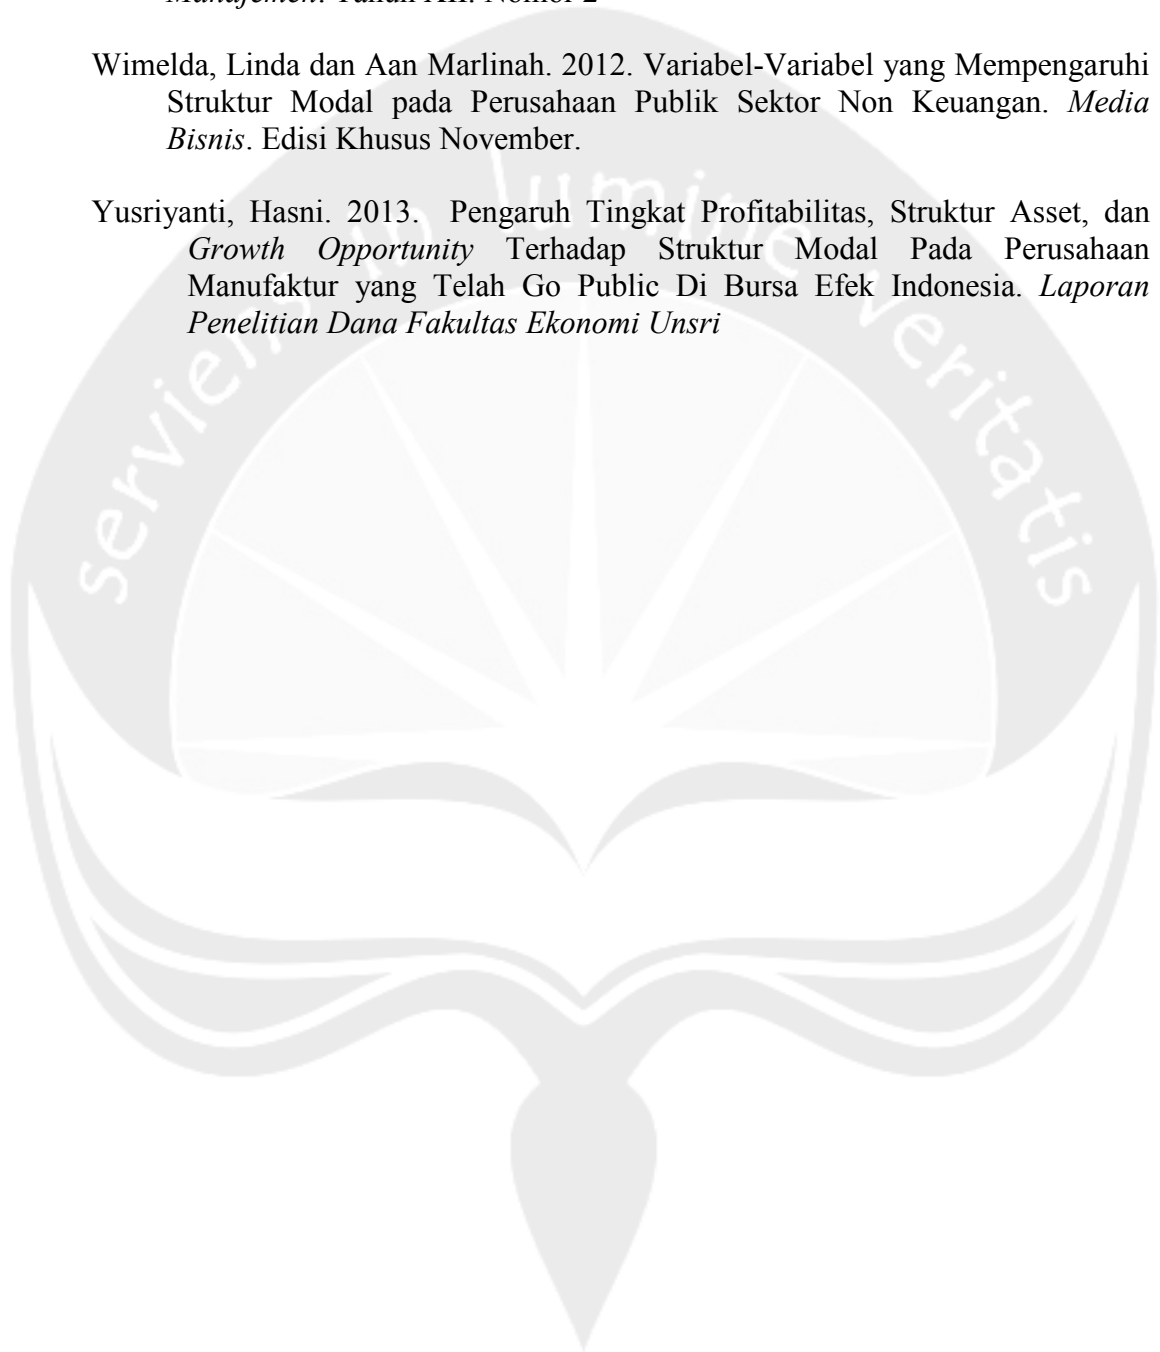 Manajemen. Tahun XII. Nomor 2
Wimelda, Linda dan Aan Marlinah. 2012. Variabel-Variabel yang Mempengaruhi
Struktur Modal pada Perusahaan Publik Sektor Non Keuangan. Media
Bisnis. Edisi Khusus November.
Yusriyanti, Hasni. 2013. Pengaruh Tingkat Profitabilitas, Struktur Asset, dan
Growth Opportunity Terhadap Struktur Modal Pada Perusahaan
Manufaktur yang Telah Go Public Di Bursa Efek Indonesia. Laporan
Penelitian Dana Fakultas Ekonomi Unsri
serviens in lumine veritatis